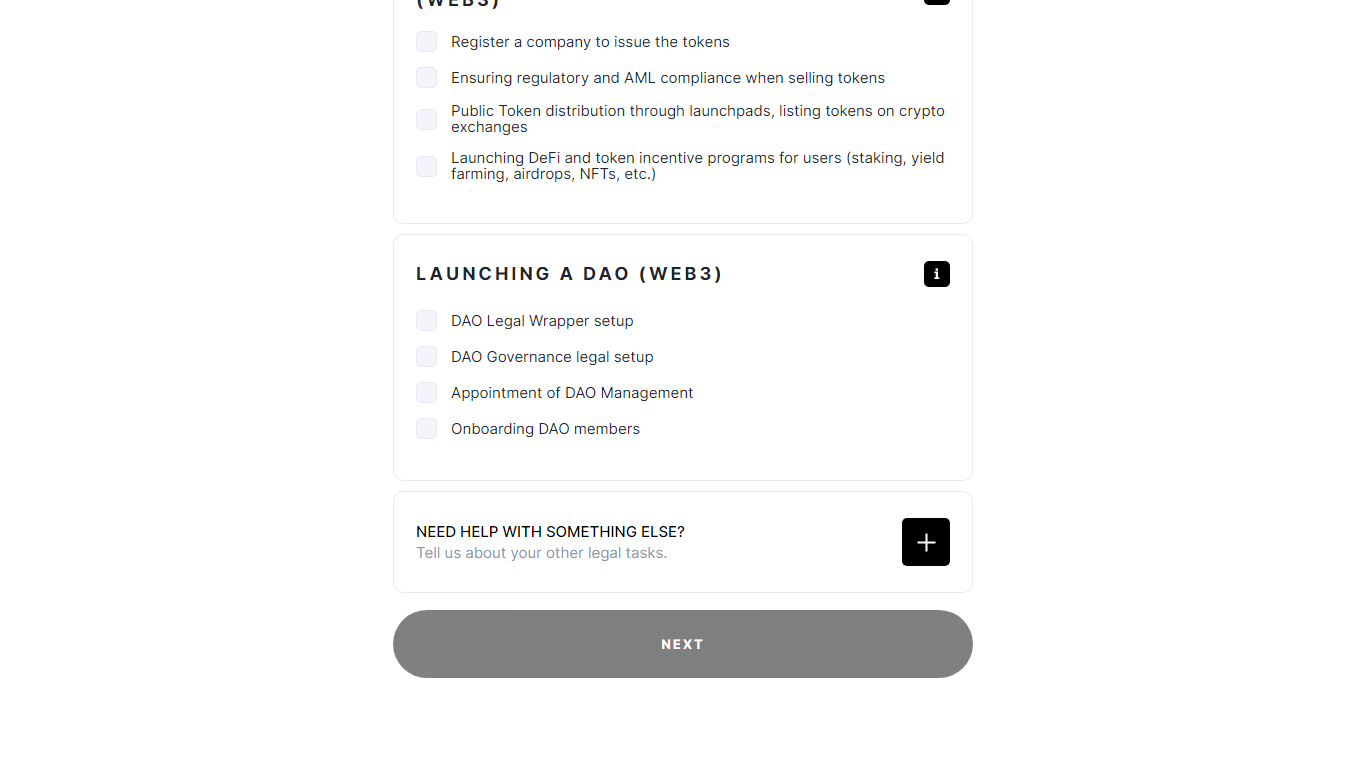 (WEB3)
Register a company to issue the tokens
Ensuring regulatory and AML compliance when selling tokens
Public Token distribution through launchpads, listing tokens on crypto
exchanges
Launching DeFi and token incentive programs for users (staking, yield
farming, airdrops, NFTs, etc.)
LAUNCHING A DAO (WEB3)
DAO Legal Wrapper setup
DAO Governance legal setup
Appointment of DAO Management
Onboarding DAO members
NEED HELP WITH SOMETHING ELSE?
Tell us about your other legal tasks.
NEXT